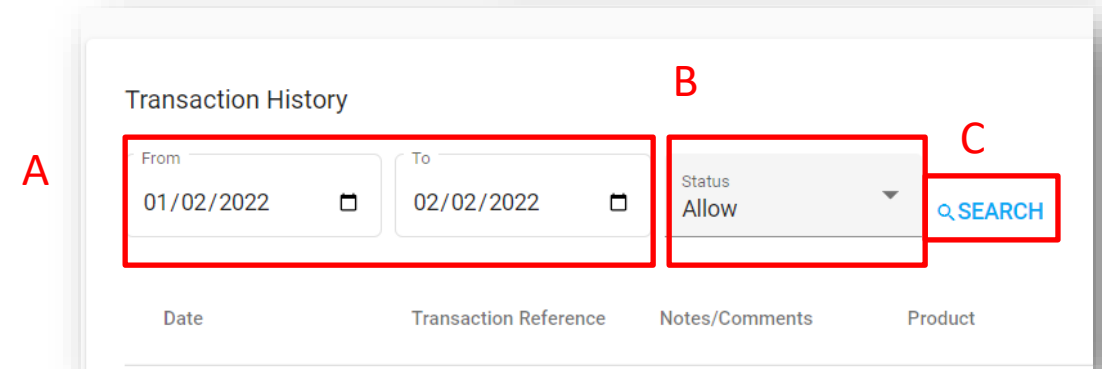 B
Transaction History
C
A
From
To
01/02/2022
02/02/2022
Status
Allow
SEARCH
Date Transaction Reference Notes/Comments Product